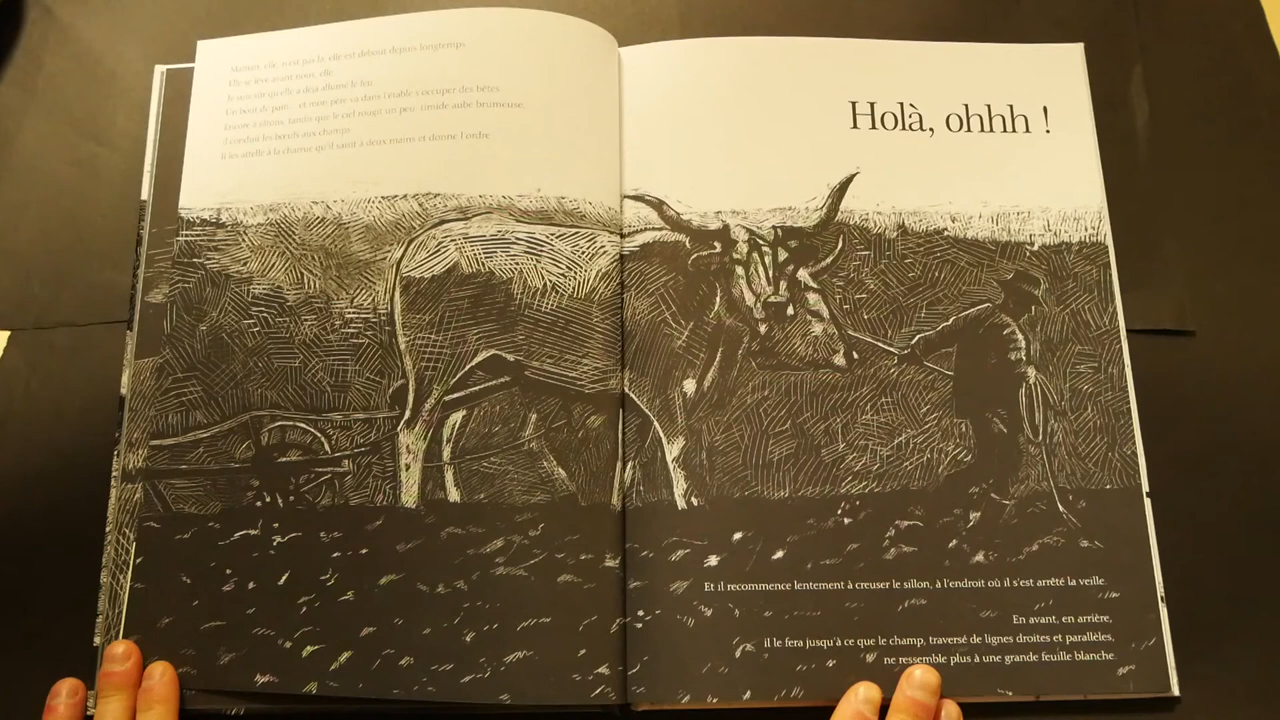 Maman, elle, n'est pas là, elle est debout depuis longtemps.
Elle se lève avant nous, elle.
Je suis sûr qu'elle a déjà allumé le feu.
Un bout de pain... et mon père va dans l'étable s'occuper des bêtes.
Encore à tâtons, tandis que le ciel rougit un peu, timide aube brumeuse,
il conduit les bœufs aux champs.
Il les attelle à la charrue qu'il saisit à deux mains et donne l'ordre
Holà, ohhh !
Et il recommence lentement à creuser le sillon, à l'endroit où il s'est arrêté la veille.
En avant, en arrière,
il le fera jusqu'à ce que le champ, traversé de lignes droites et parallèles,
ne ressemble plus à une grande feuille blanche.